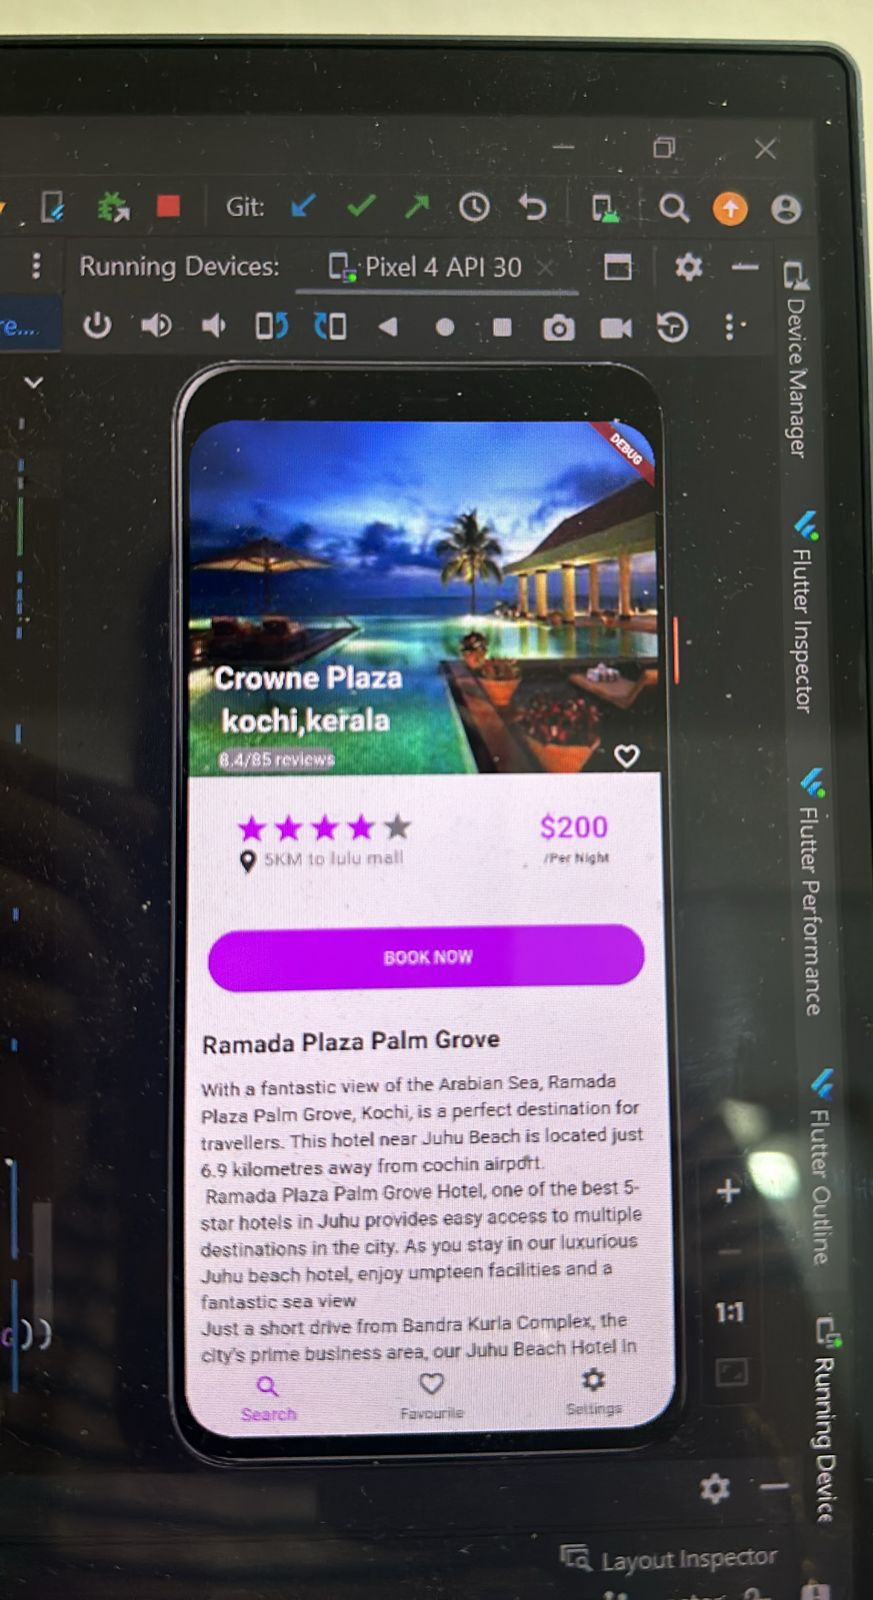 Git:
Running Devices:
Pixel 4 API 30
re...
Device Manager
Flutter Inspector
Flutter Performance
Flutter Outline
Running Device
DEBUG
Crowne Plaza
kochi,kerala
8.4/85 reviews
$200
5KM to lulu mall
/Per Night
BOOK NOW
Ramada Plaza Palm Grove
With a fantastic view of the Arabian Sea, Ramada
Plaza Palm Grove, Kochi, is a perfect destination for
travellers. This hotel near Juhu Beach is located just
6.9 kilometres away from cochin airport.
Ramada Plaza Palm Grove Hotel, one of the best 5-
star hotels in Juhu provides easy access to multiple
destinations in the city. As you stay in our luxurious
Juhu beach hotel, enjoy umpteen facilities and a
fantastic sea view
Just a short drive from Bandra Kurla Complex, the
city's prime business area, our Juhu Beach Hotel in
Search
Favourite
Settings
1:1
))
Layout Inspector